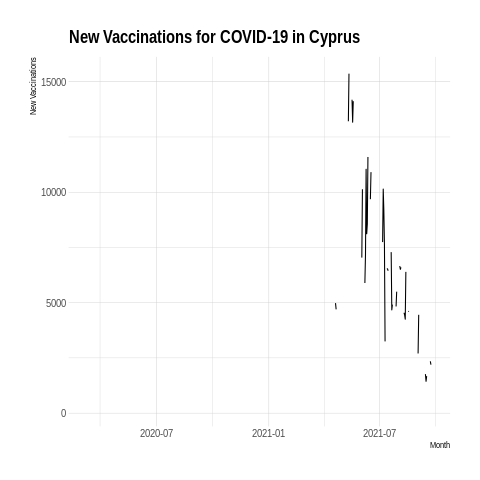 New Vaccinations for COVID-19 in Cyprus
New Vaccinations
15000
10000
5000
0
2020-07 2021-01 2021-07
Month